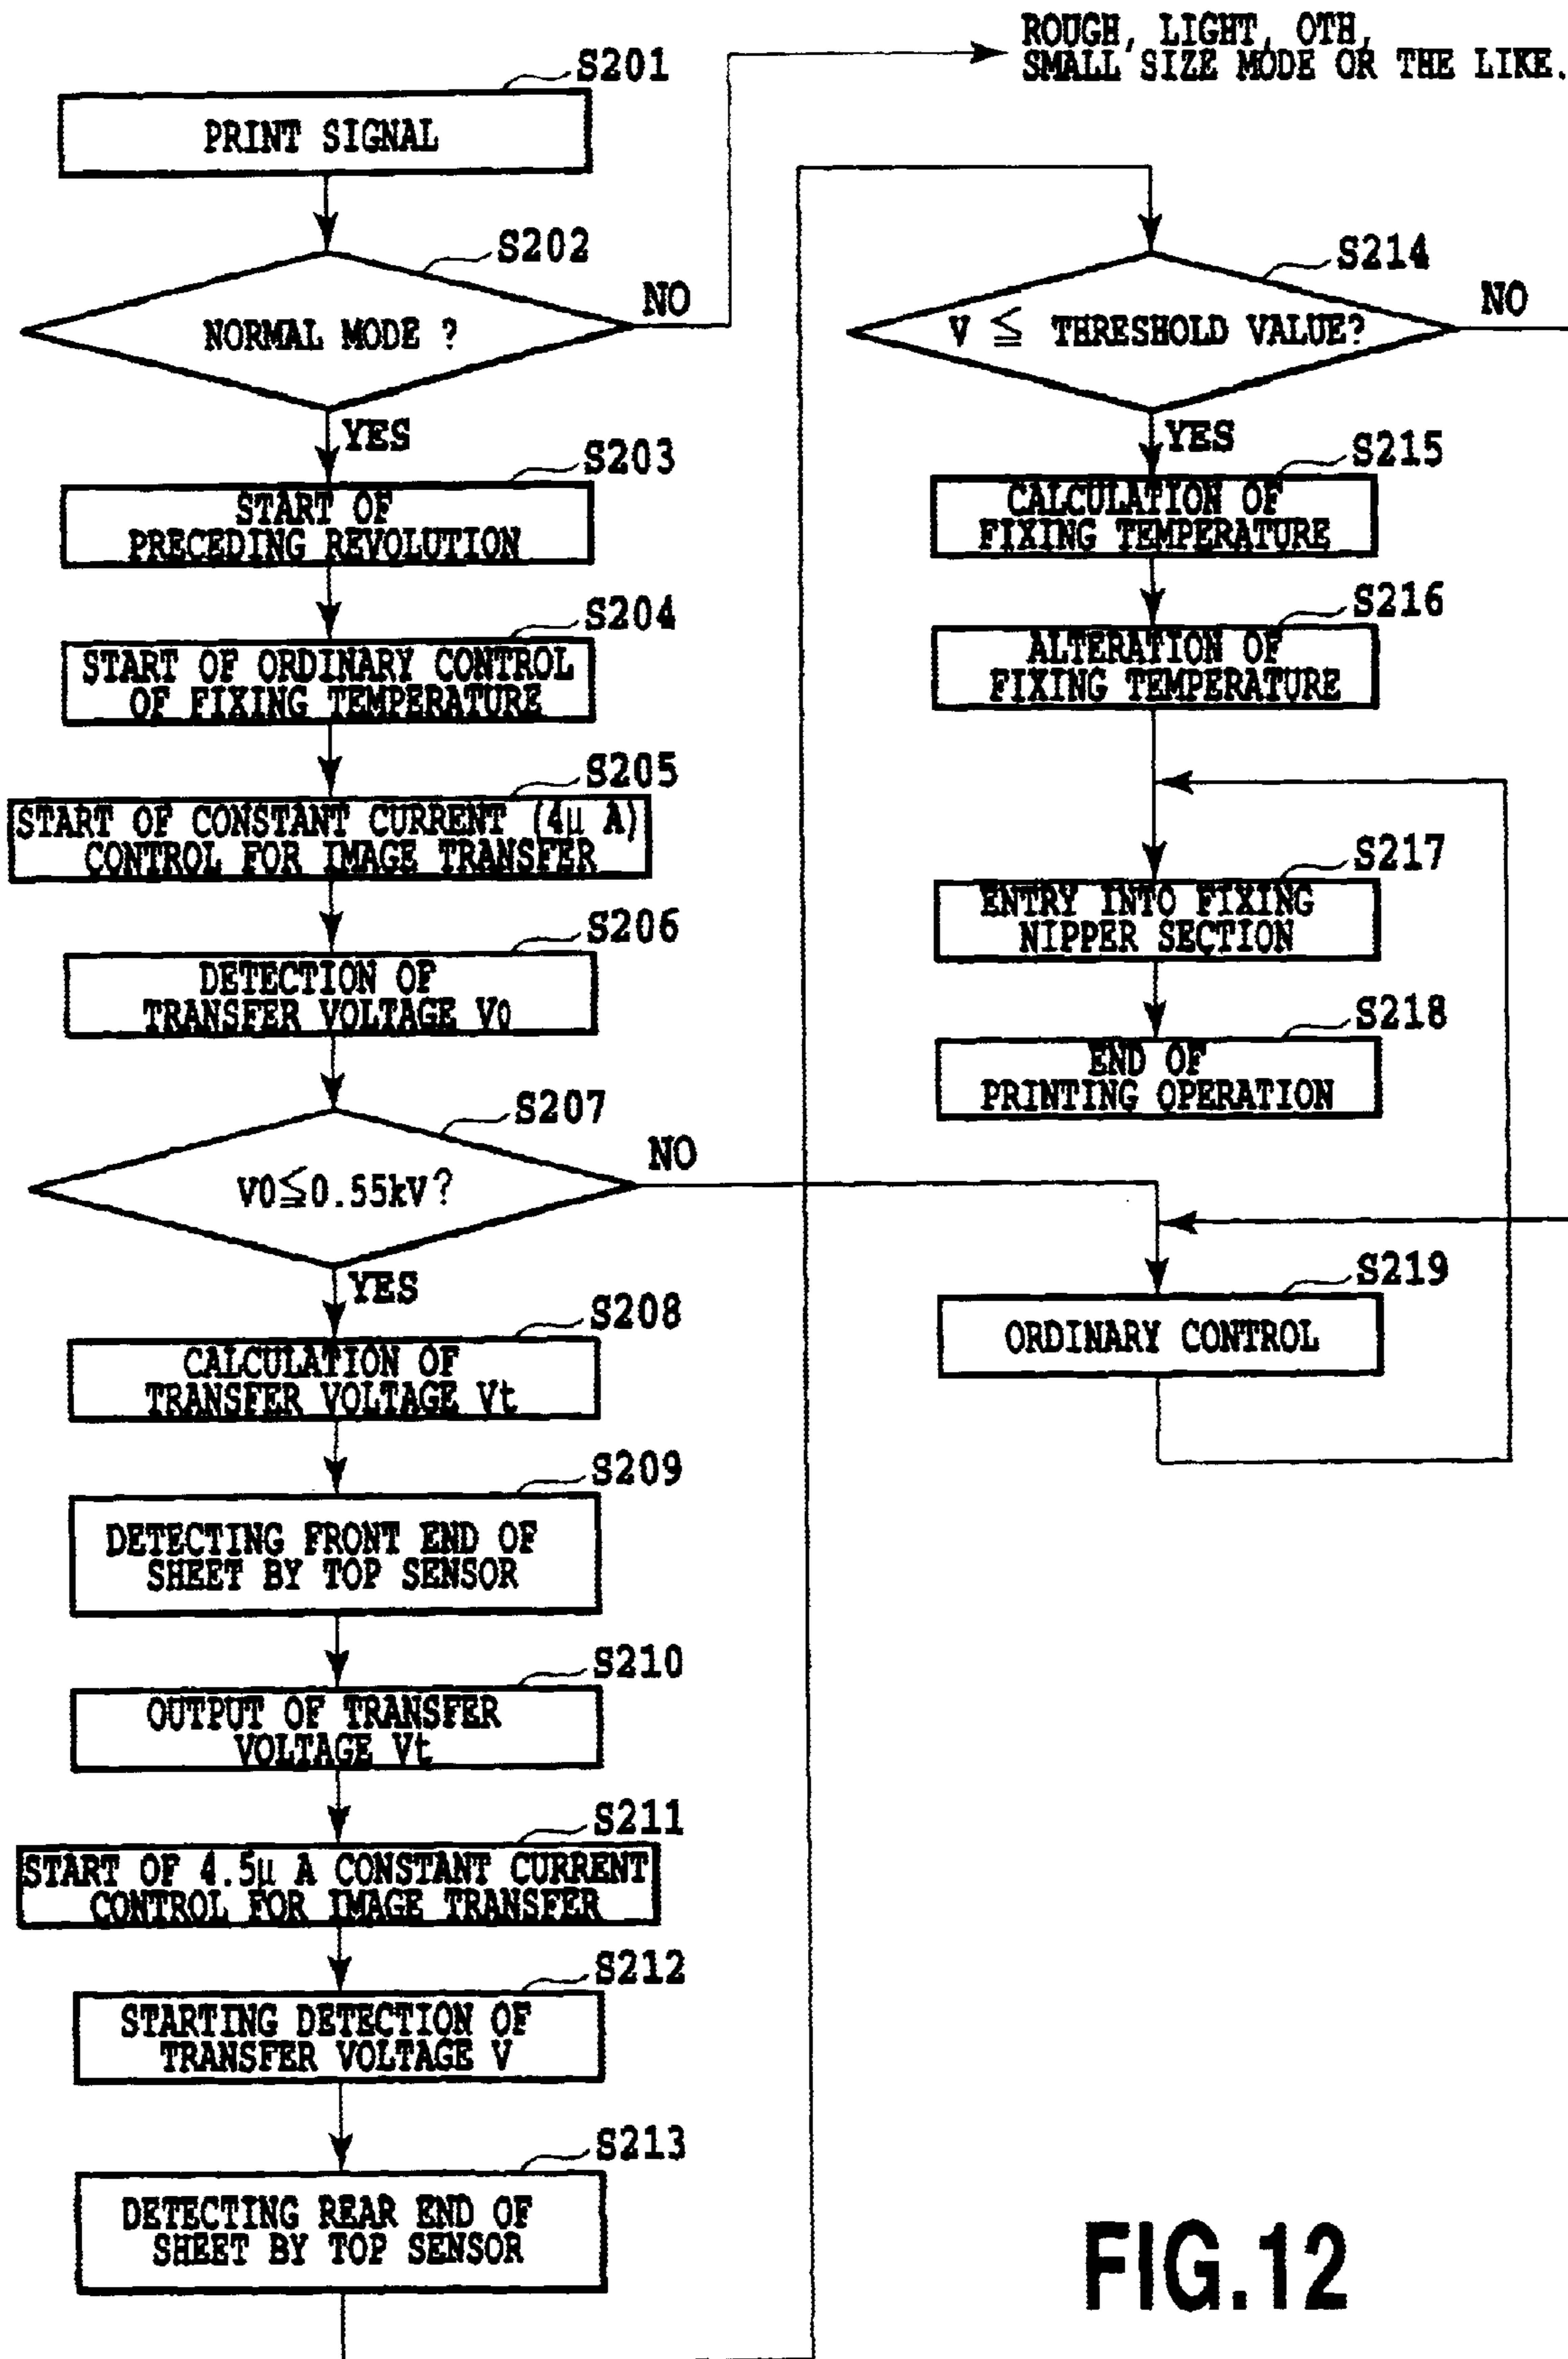 S201
PRINT SIGNAL
S202
NORMAL MODE ?
NO
ROUGH, LIGHT, OTH,
SMALL SIZE MODE OR THE LIKE.
YES
S203
START OF
PRECEDING REVOLUTION
S204
START OF ORDINARY CONTROL
OF FIXING TEMPERATURE
S205
START OF CONSTANT CURRENT (4μ A)
CONTROL FOR IMAGE TRANSFER
S206
DETECTION OF
TRANSFER VOLTAGE V0
S207
V0≦0.55kV?
NO
YES
S208
CALCULATION OF
TRANSFER VOLTAGE Vt
S209
DETECTING FRONT END OF
SHEET BY TOP SENSOR
S210
OUTPUT OF TRANSFER
VOLTAGE Vt
S211
START OF 4.5μ A CONSTANT CURRENT
CONTROL FOR IMAGE TRANSFER
S212
STARTING DETECTION OF
TRANSFER VOLTAGE V
S213
DETECTING REAR END OF
SHEET BY TOP SENSOR
S214
V ≦ THRESHOLD VALUE?
NO
YES
S215
CALCULATION OF
FIXING TEMPERATURE
S216
ALTERATION OF
FIXING TEMPERATURE
S217
ENTRY INTO FIXING
NIPPER SECTION
S218
END OF
PRINTING OPERATION
S219
ORDINARY CONTROL
FIG.12